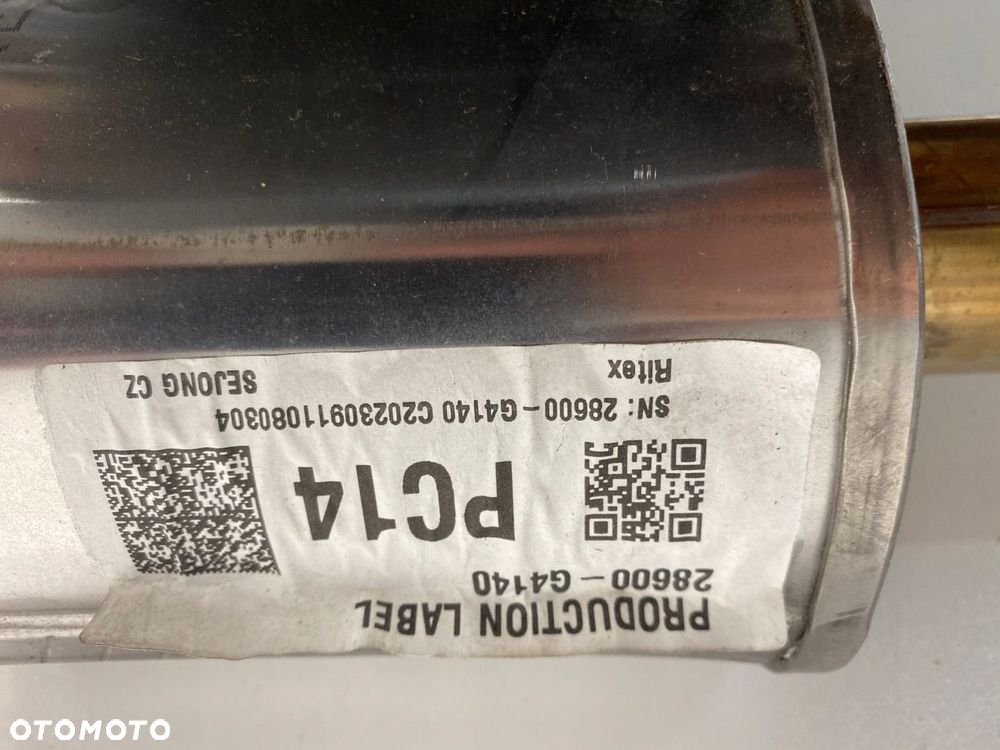 PRODUCTION LABEL
28600-G4140
PC14
SN: 28600-G4140 C20230911080304
Ritex
SEJONG CZ
OTOMOTO